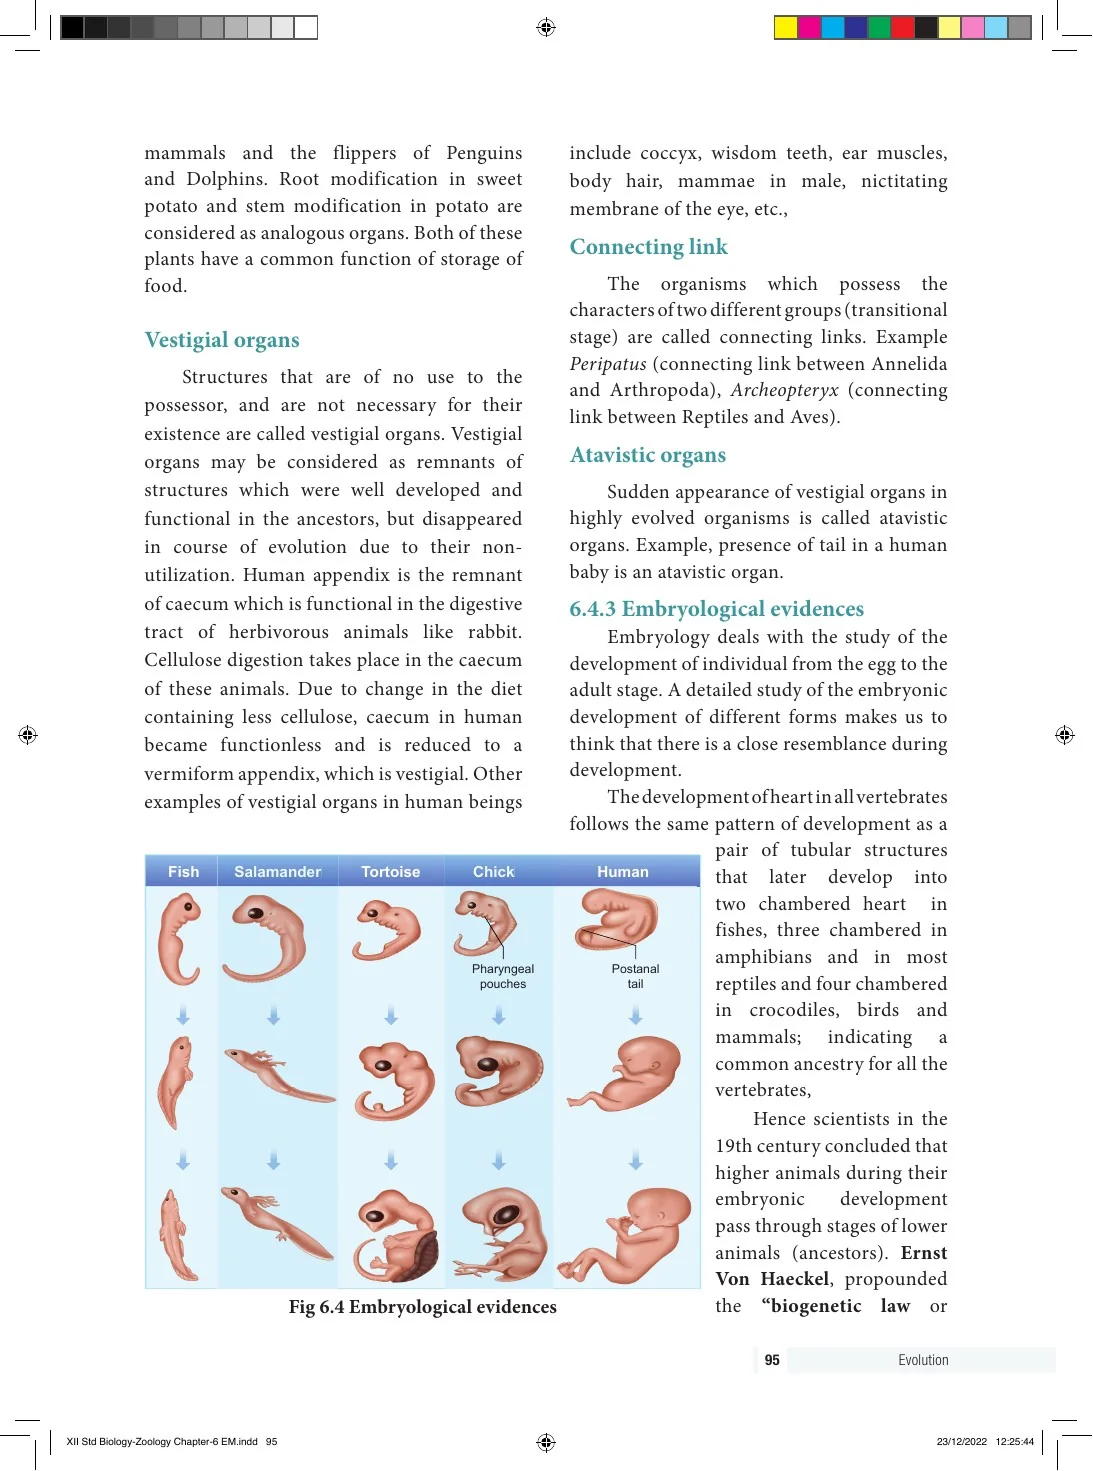 mammals and the flippers of Penguins
and Dolphins. Root modification in sweet
potato and stem modification in potato are
considered as analogous organs. Both of these
plants have a common function of storage of
food.
Vestigial organs
Structures that are of no use to the
possessor, and are not necessary for their
existence are called vestigial organs. Vestigial
organs may be considered as remnants of
structures which were well developed and
functional in the ancestors, but disappeared
in course of evolution due to their non-
utilization. Human appendix is the remnant
of caecum which is functional in the digestive
tract of herbivorous animals like rabbit.
Cellulose digestion takes place in the caecum
of these animals. Due to change in the diet
containing less cellulose, caecum in human
became functionless and is reduced to a
vermiform appendix, which is vestigial. Other
examples of vestigial organs in human beings
include coccyx, wisdom teeth, ear muscles,
body hair, mammae in male, nictitating
membrane of the eye, etc.,
Connecting link
The organisms which possess the
characters of two different groups (transitional
stage) are called connecting links. Example
Peripatus (connecting link between Annelida
and Arthropoda), Archeopteryx (connecting
link between Reptiles and Aves).
Atavistic organs
Sudden appearance of vestigial organs in
highly evolved organisms is called atavistic
organs. Example, presence of tail in a human
baby is an atavistic organ.
6.4.3 Embryological evidences
Embryology deals with the study of the
development of individual from the egg to the
adult stage. A detailed study of the embryonic
development of different forms makes us to
think that there is a close resemblance during
development.
The development of heart in all vertebrates
follows the same pattern of development as a
pair of tubular structures
that later develop into
two chambered heart in
fishes, three chambered in
amphibians and in most
reptiles and four chambered
in crocodiles, birds and
mammals; indicating a
common ancestry for all the
vertebrates,
Hence scientists in the
19th century concluded that
higher animals during their
embryonic development
pass through stages of lower
animals (ancestors). Ernst
Von Haeckel, propounded
the “biogenetic law or
Fish Salamander Tortoise Chick Human
Pharyngeal
pouches
Postanal
tail
Fig 6.4 Embryological evidences
95 Evolution
XII Std Biology-Zoology Chapter-6 EM.indd 95
23/12/2022 12:25:44